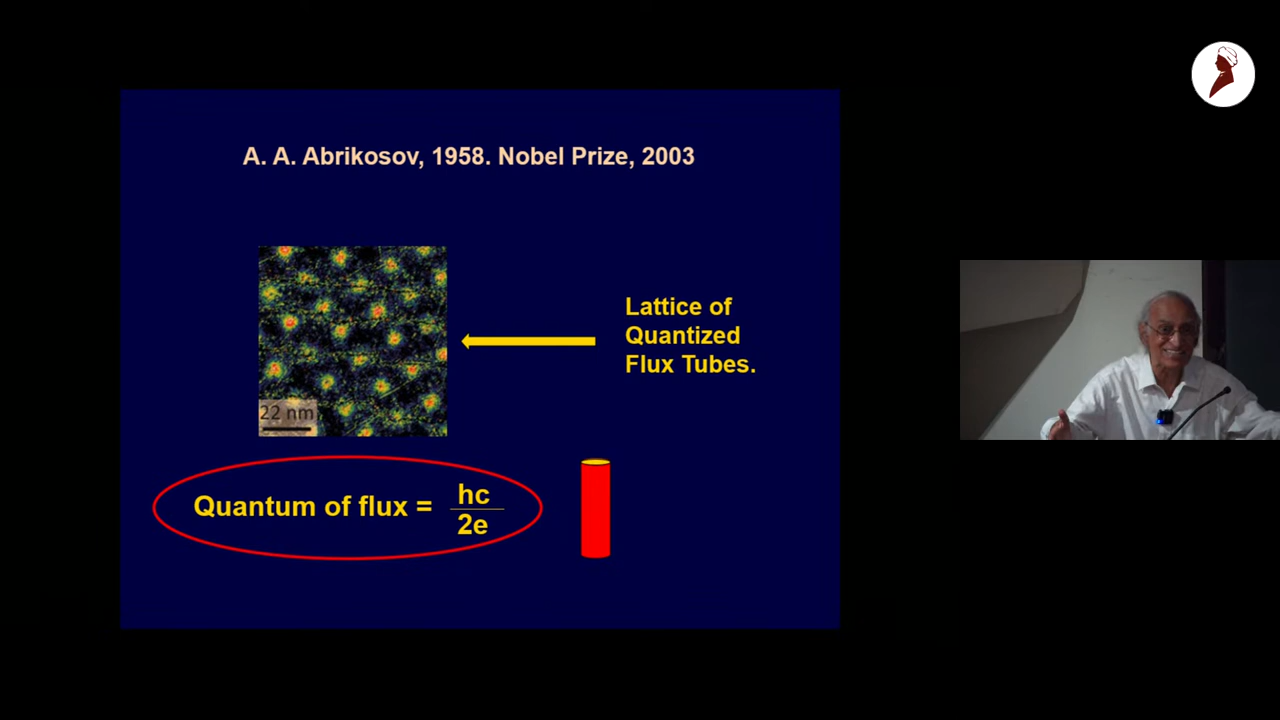 A. A. Abrikosov, 1958. Nobel Prize, 2003
Lattice of
Quantized
Flux Tubes.
22 nm
Quantum of flux = hc
2e